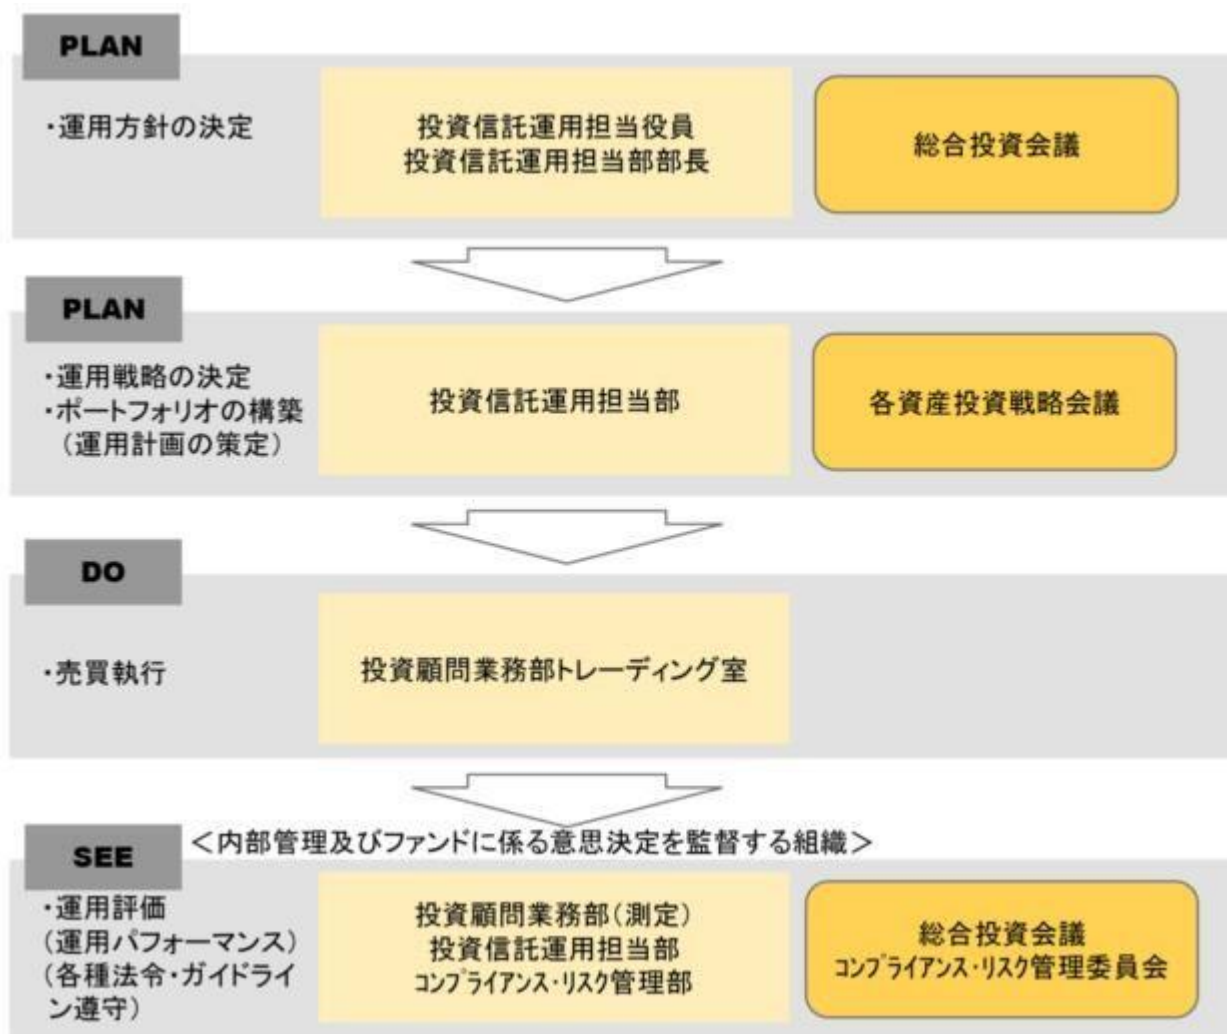 PLAN
・運用方針の決定
投資信託運用担当役員
投資信託運用担当部部長
総合投資会議
PLAN
・運用戦略の決定
・ポートフォリオの構築
（運用計画の策定）
投資信託運用担当部
各資産投資戦略会議
DO
・売買執行
投資顧問業務部トレーディング室
＜内部管理及びファンドに係る意思決定を監督する組織＞
SEE
・運用評価
(運用パフォーマンス)
(各種法令・ガイドライ
ン遵守)
投資顧問業務部(測定)
投資信託運用担当部
ｺﾝﾌﾟﾗｲｱﾝｽ･ﾘｽｸ管理部
総合投資会議
ｺﾝﾌﾟﾗｲｱﾝｽ･ﾘｽｸ管理委員会